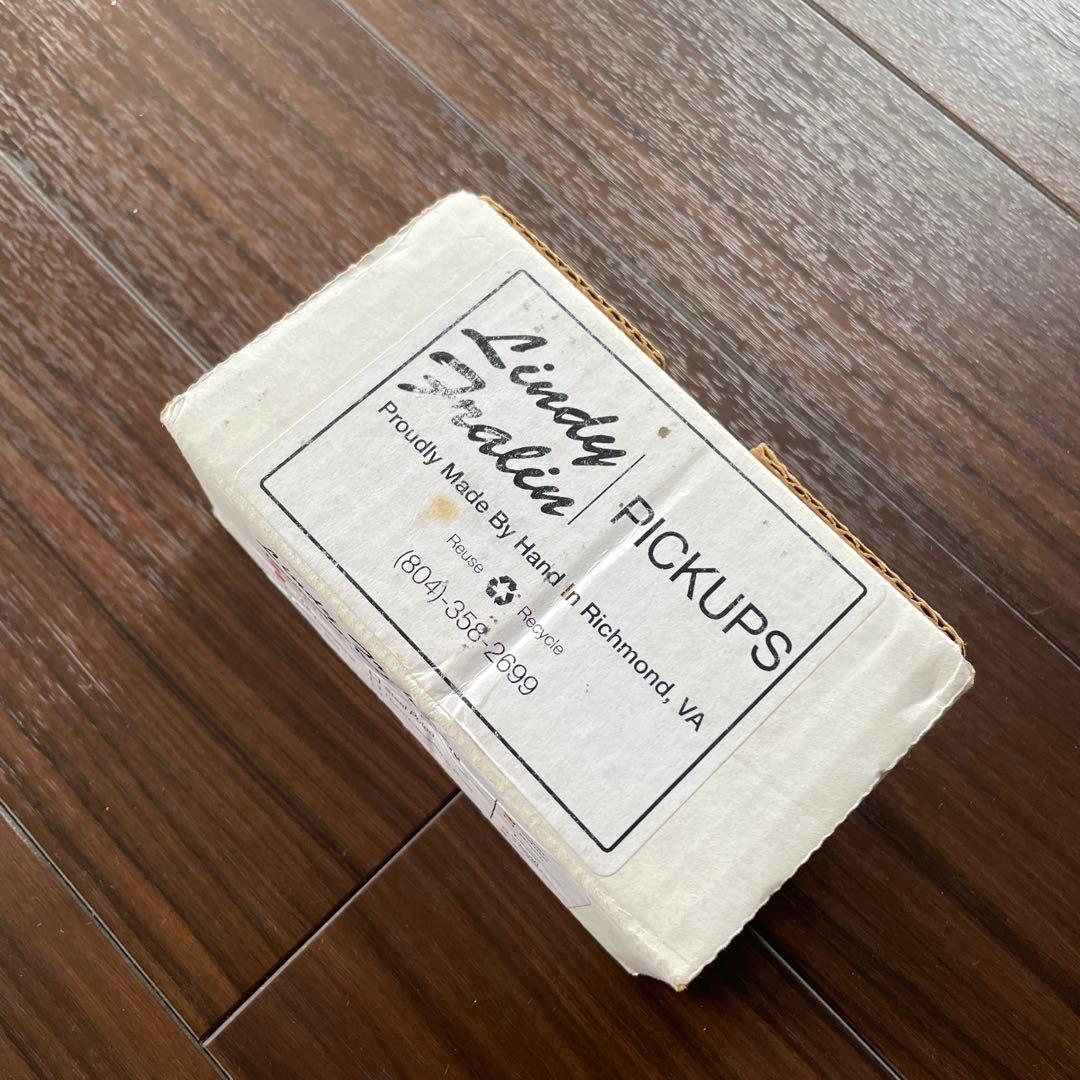 Lindy
Fralin
PICKUPS
Proudly Made By Hand In Richmond, VA
Reuse Recycle
(804)-358-2699